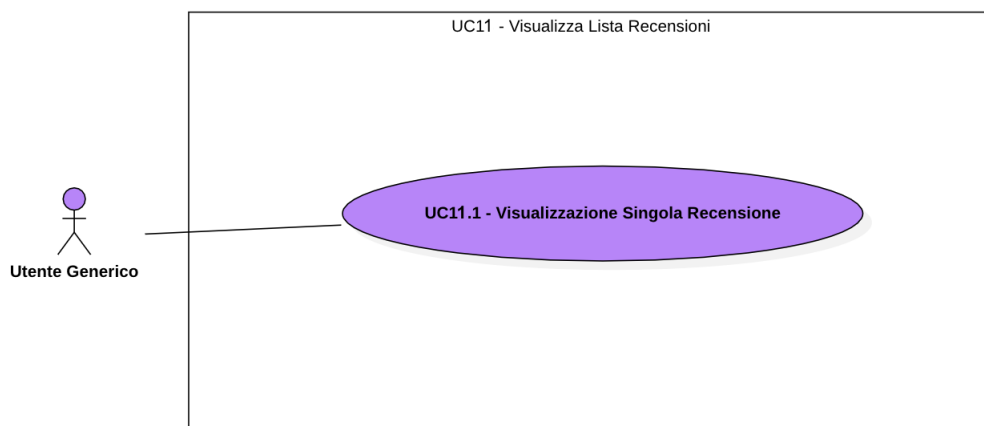 UC11 - Visualizza Lista Recensioni
UC11.1 - Visualizzazione Singola Recensione
Utente Generico